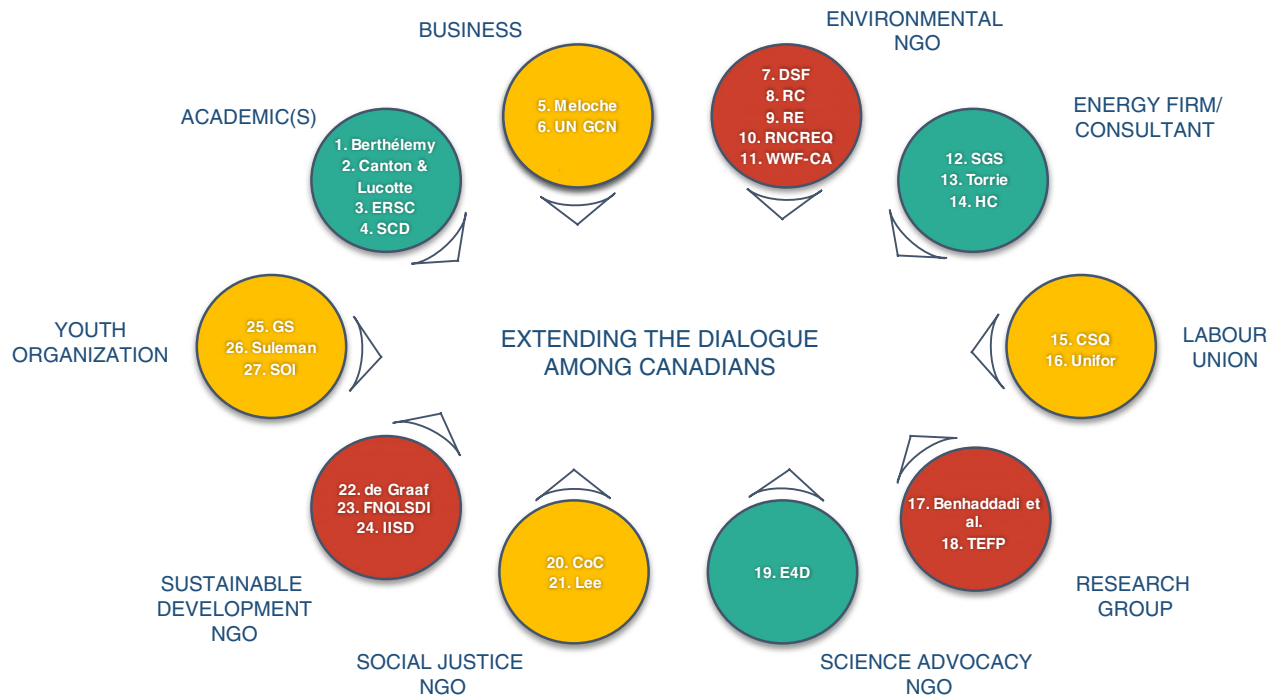 BUSINESS
5. Meloche
6. UN GCN
ENVIRONMENTAL
NGO
7. DSF
8. RC
9. RE
10. RNCREQ
11. WWF-CA
ENERGY FIRM/
CONSULTANT
12. SGS
13. Torrie
14. HC
LABOUR
UNION
15. CSQ
16. Unifor
RESEARCH
GROUP
17. Benhaddadi et
al.
18. TEFP
SCIENCE ADVOCACY
NGO
19. E4D
SOCIAL JUSTICE
NGO
20. CoC
21. Lee
SUSTAINABLE
DEVELOPMENT
NGO
22. de Graaf
23. FNQLSDI
24. IISD
YOUTH
ORGANIZATION
25. GS
26. Suleman
27. SOI
ACADEMIC(S)
1. Berthélemy
2. Canton &
Lucotte
3. ERSC
4. SCD
EXTENDING THE DIALOGUE
AMONG CANADIANS